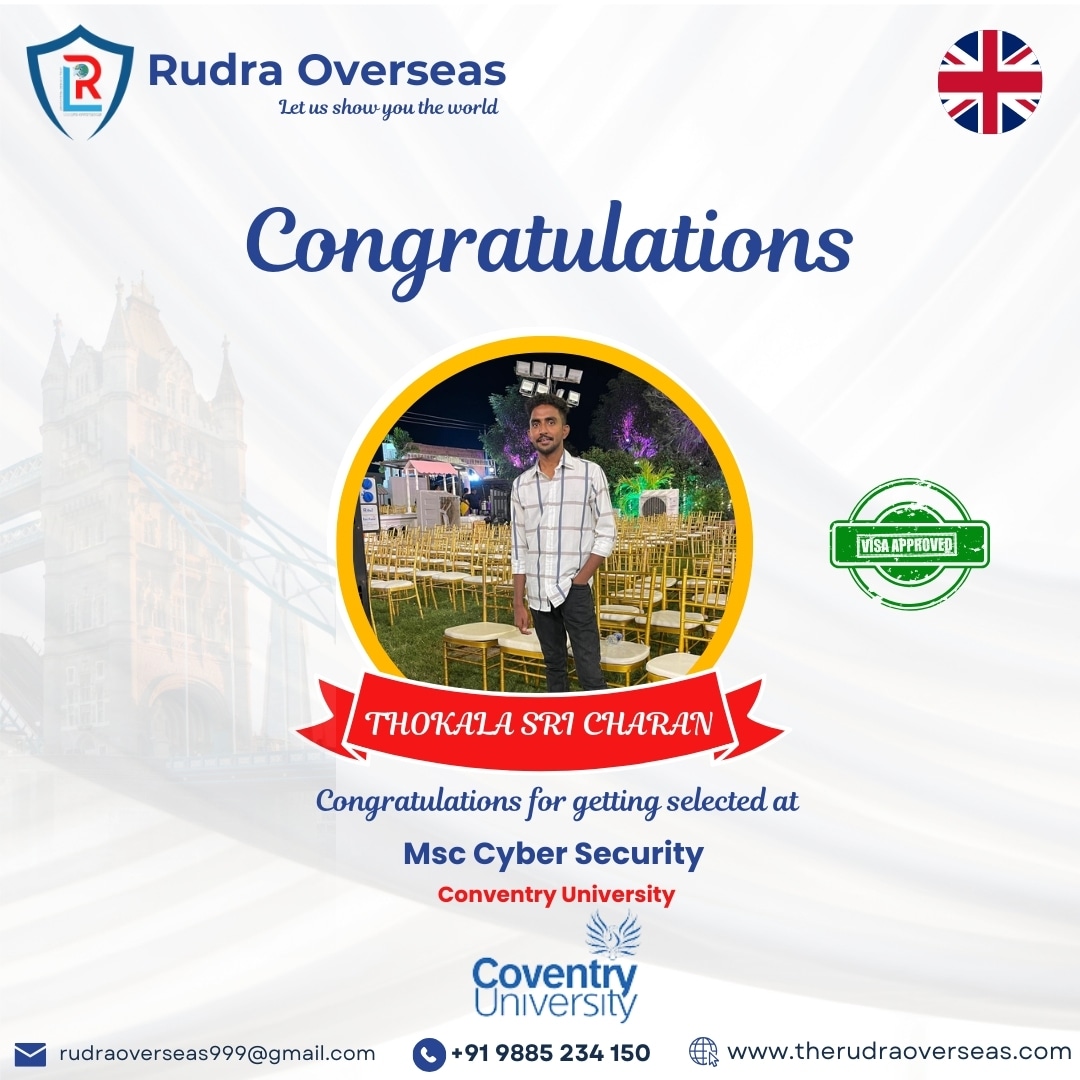 Rudra Overseas
Let us show you the world
Congratulations
VISA APPROVED
THOKALA SRI CHARAN
Congratulations for getting selected at
Msc Cyber Security
Conventry University
Coventry
University
rudraoverseas999@gmail.com
+91 9885 234 150
www.therudraoverseas.com